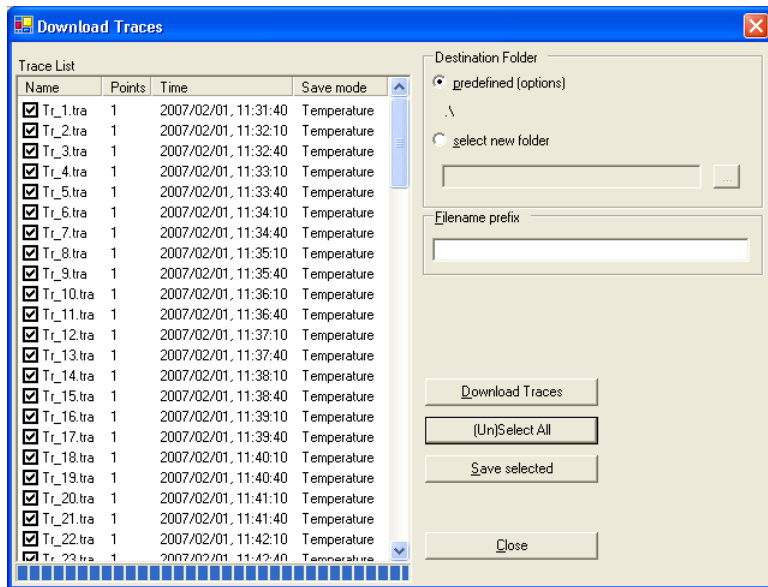 Download Traces
Trace List
Name Points Time Save mode
Tr_1.tra 1 2007/02/01, 11:31:40 Temperature
Tr_2.tra 1 2007/02/01, 11:32:10 Temperature
Tr_3.tra 1 2007/02/01, 11:32:40 Temperature
Tr_4.tra 1 2007/02/01, 11:33:10 Temperature
Tr_5.tra 1 2007/02/01, 11:33:40 Temperature
Tr_6.tra 1 2007/02/01, 11:34:10 Temperature
Tr_7.tra 1 2007/02/01, 11:34:40 Temperature
Tr_8.tra 1 2007/02/01, 11:35:10 Temperature
Tr_9.tra 1 2007/02/01, 11:35:40 Temperature
Tr_10.tra 1 2007/02/01, 11:36:10 Temperature
Tr_11.tra 1 2007/02/01, 11:36:40 Temperature
Tr_12.tra 1 2007/02/01, 11:37:10 Temperature
Tr_13.tra 1 2007/02/01, 11:37:40 Temperature
Tr_14.tra 1 2007/02/01, 11:38:10 Temperature
Tr_15.tra 1 2007/02/01, 11:38:40 Temperature
Tr_16.tra 1 2007/02/01, 11:39:10 Temperature
Tr_17.tra 1 2007/02/01, 11:39:40 Temperature
Tr_18.tra 1 2007/02/01, 11:40:10 Temperature
Tr_19.tra 1 2007/02/01, 11:40:40 Temperature
Tr_20.tra 1 2007/02/01, 11:41:10 Temperature
Tr_21.tra 1 2007/02/01, 11:41:40 Temperature
Tr_22.tra 1 2007/02/01, 11:42:10 Temperature
Tr_23.tra 1 2007/02/01, 11:42:40 Temperature
Destination Folder
predefined (options)
.\
select new folder
...
Filename prefix
Download Traces
(Un)Select All
Save selected
Close